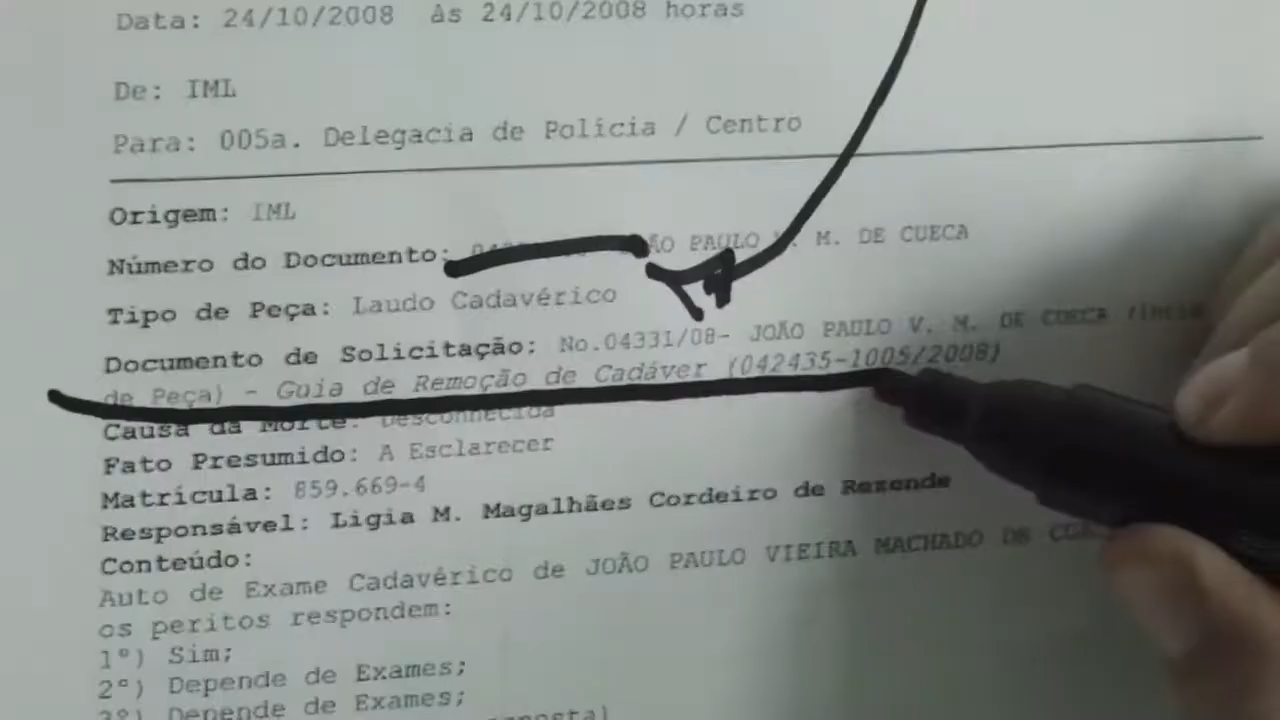 Data: 24/10/2008 às 24/10/2008 horas
De: IML
Para: 005a. Delegacia de Polícia / Centro
Origem: IML
Número do Documento: PAULO M. DE CUECA
Tipo de Peça: Laudo Cadavérico
Documento de Solicitação: No.04331/08- JOÃO PAULO V. M. DE CUECA
de Peça) - Guia de Remoção de Cadáver (042435-1005/2008)
Causa da Morte: Desconhecida
Fato Presumido: A Esclarecer
Matrícula: 859.669-4
Responsável: Ligia M. Magalhães Cordeiro de Rezende
Conteúdo:
Auto de Exame Cadavérico de JOÃO PAULO VIEIRA MACHADO DE
os peritos respondem:
1º) Sim;
2º) Depende de Exames;
3º) Depende de Exames;